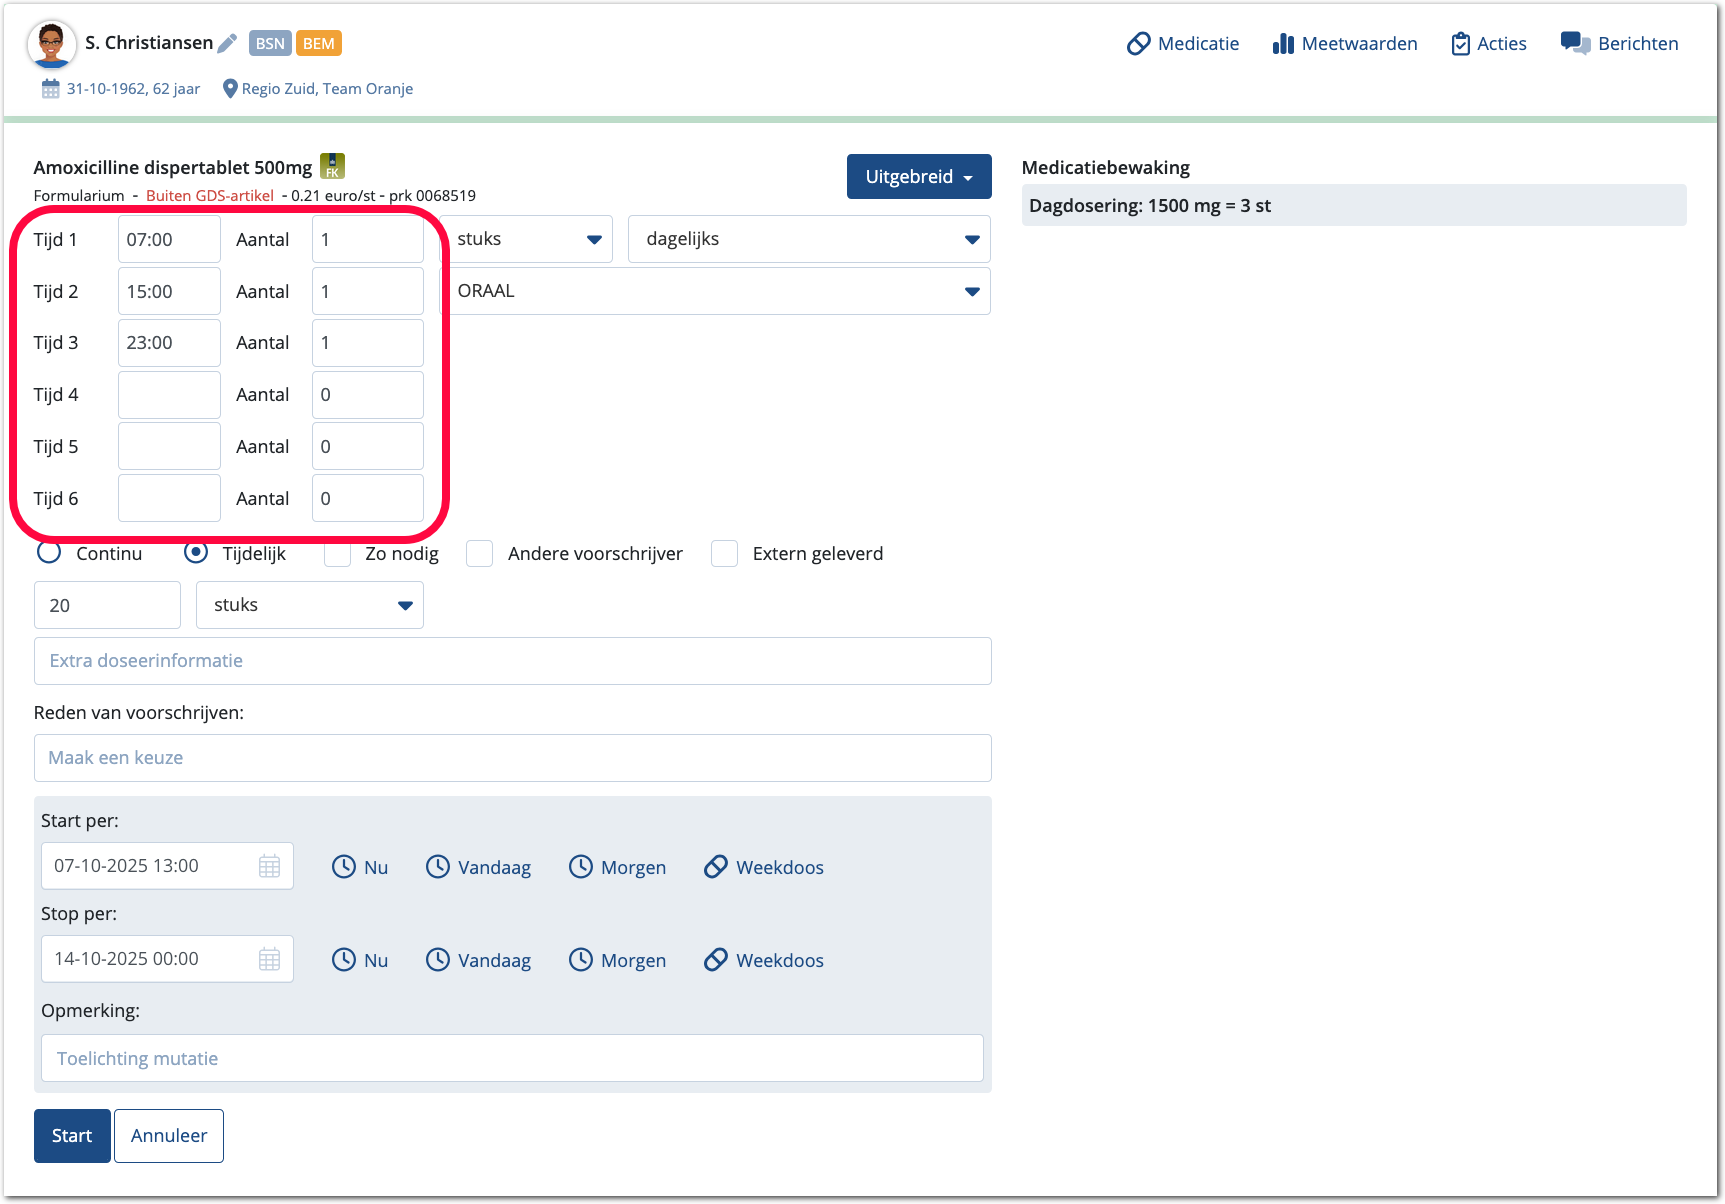 S. Christiansen BSN BEM
Medicatie Meetwaarden Acties Berichten
31-10-1962, 62 jaar Regio Zuid, Team Oranje
Amoxicilline dispertablet 500mg FK
Formularium - Buiten GDS-artikel - 0.21 euro/st - prk 0068519
Uitgebreid
Medicatiebewaking
Dagdosering: 1500 mg = 3 st
Tijd 1 07:00 Aantal 1 stuks dagelijks
Tijd 2 15:00 Aantal 1 ORAAL
Tijd 3 23:00 Aantal 1
Tijd 4 Aantal 0
Tijd 5 Aantal 0
Tijd 6 Aantal 0
Continu Tijdelijk Zo nodig Andere voorschrijver Extern geleverd
20 stuks
Extra doseerinformatie
Reden van voorschrijven:
Maak een keuze
Start per:
07-10-2025 13:00 Nu Vandaag Morgen Weekdoos
Stop per:
14-10-2025 00:00 Nu Vandaag Morgen Weekdoos
Opmerking:
Toelichting mutatie
Start Annuleer